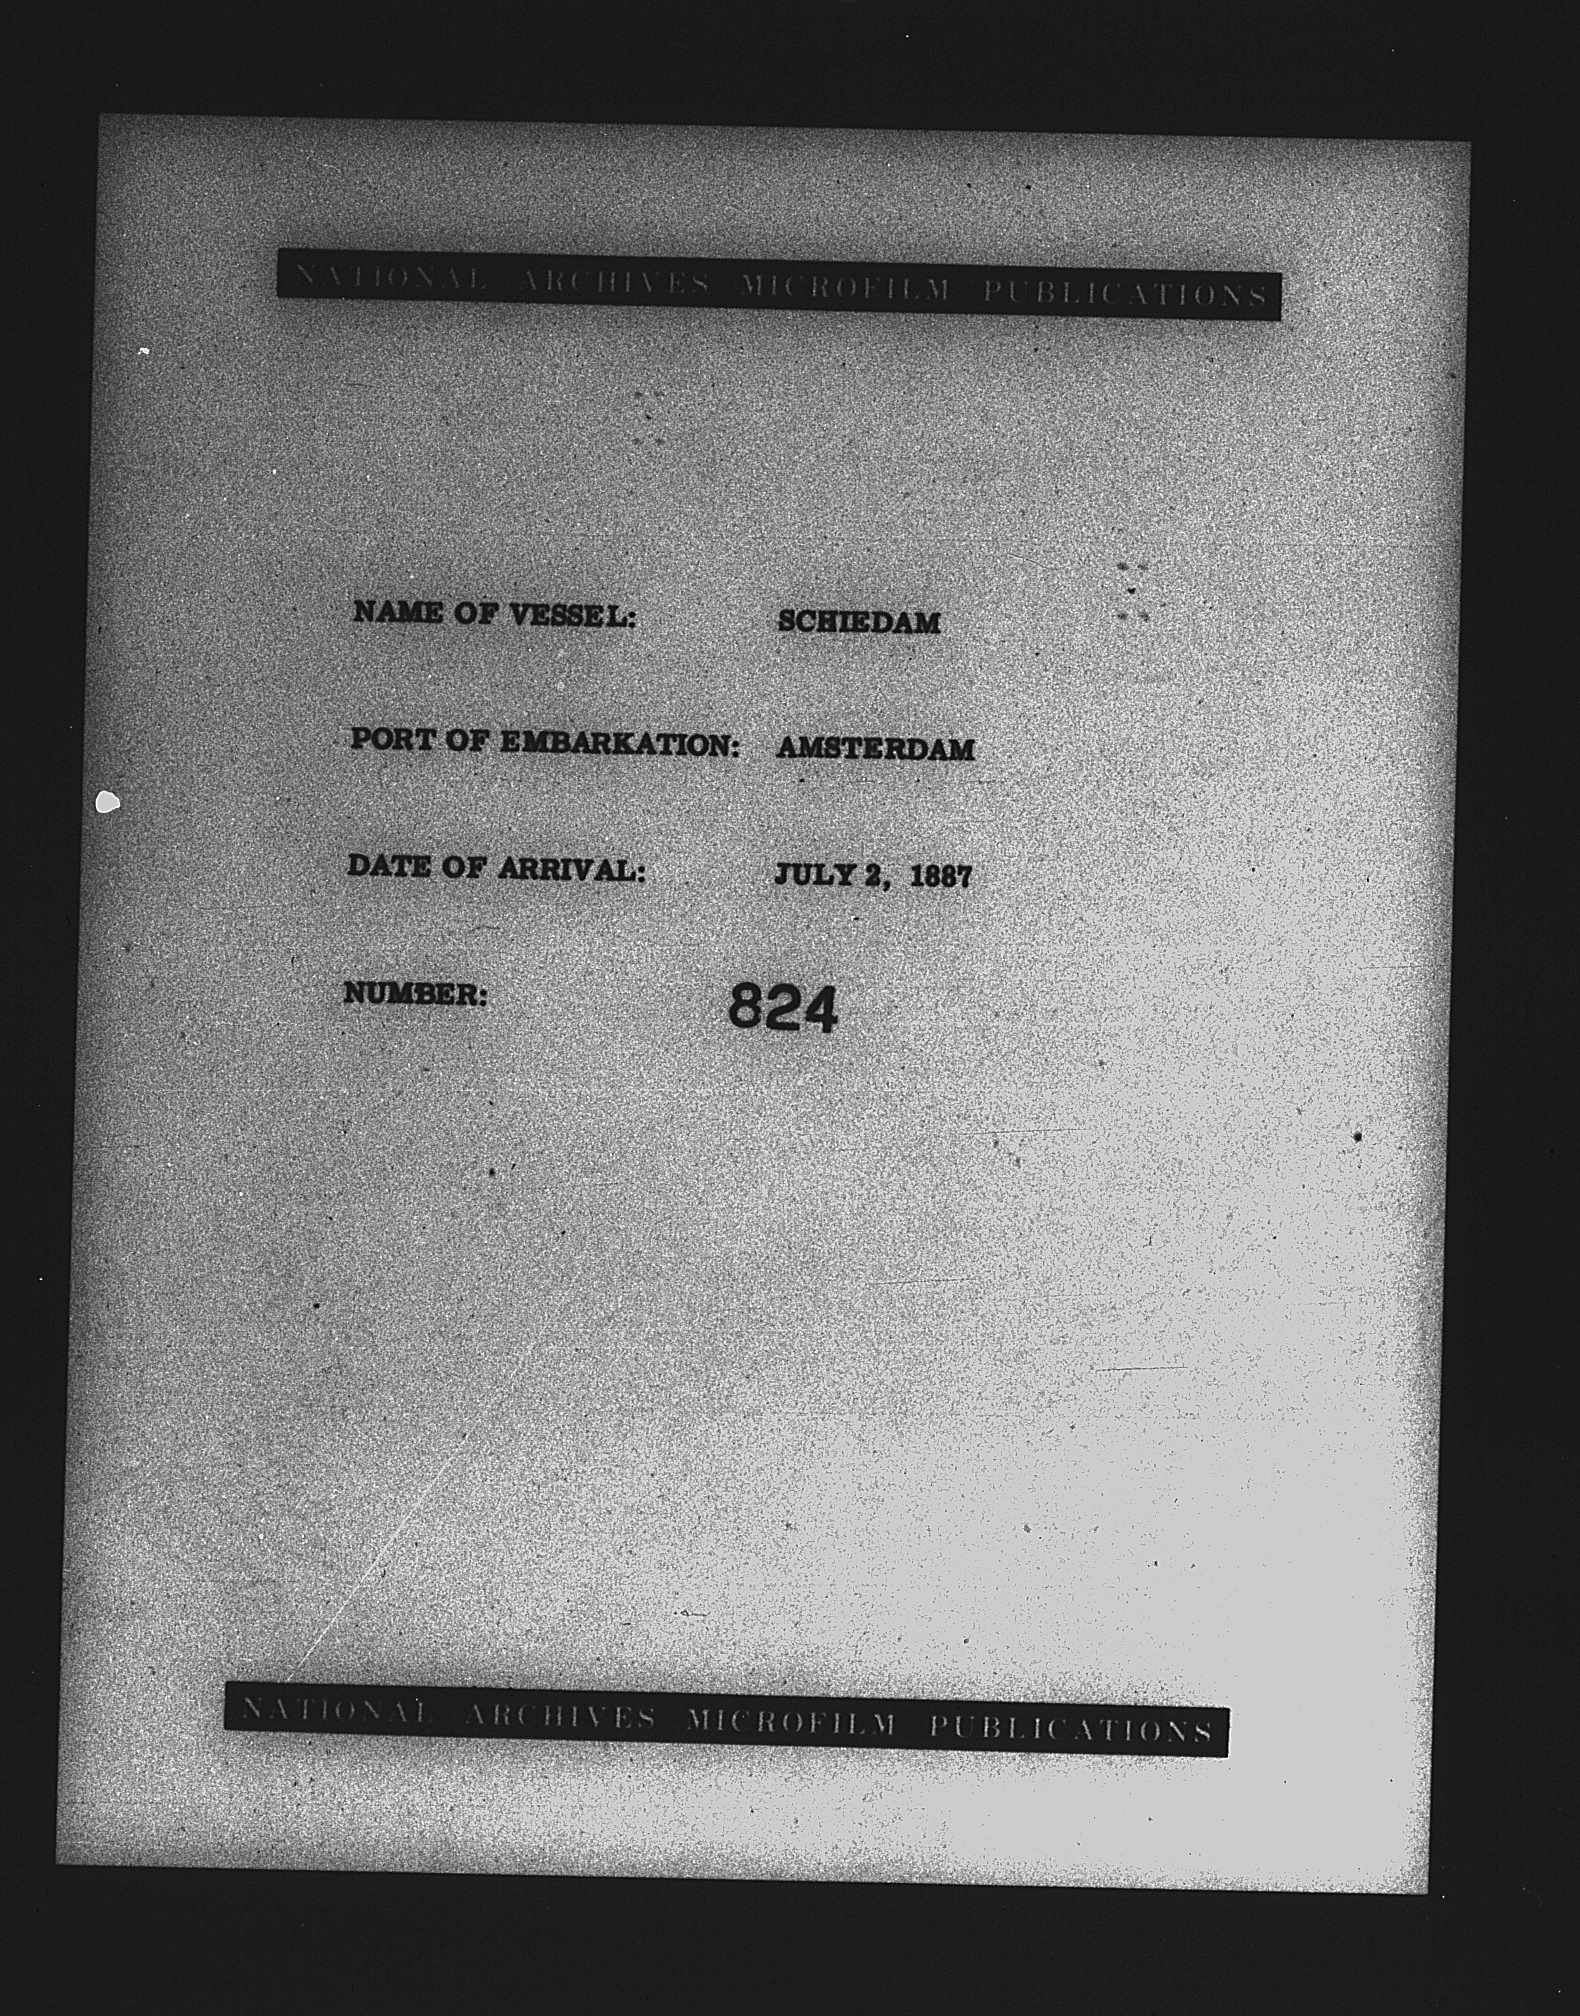 NATIONAL ARCHIVES MICROFILM PUBLICATIONS
NAME OF VESSEL: SCHIEDAM
PORT OF EMBARKATION: AMSTERDAM
DATE OF ARRIVAL: JULY 2, 1887
NUMBER: 824
NATIONAL ARCHIVES MICROFILM PUBLICATIONS